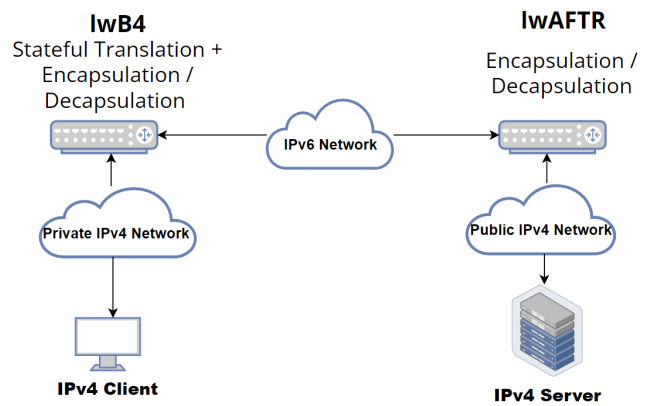 lwB4
Stateful Translation +
Encapsulation /
Decapsulation
lwAFTR
Encapsulation /
Decapsulation
IPv6 Network
Private IPv4 Network
Public IPv4 Network
IPv4 Client
IPv4 Server